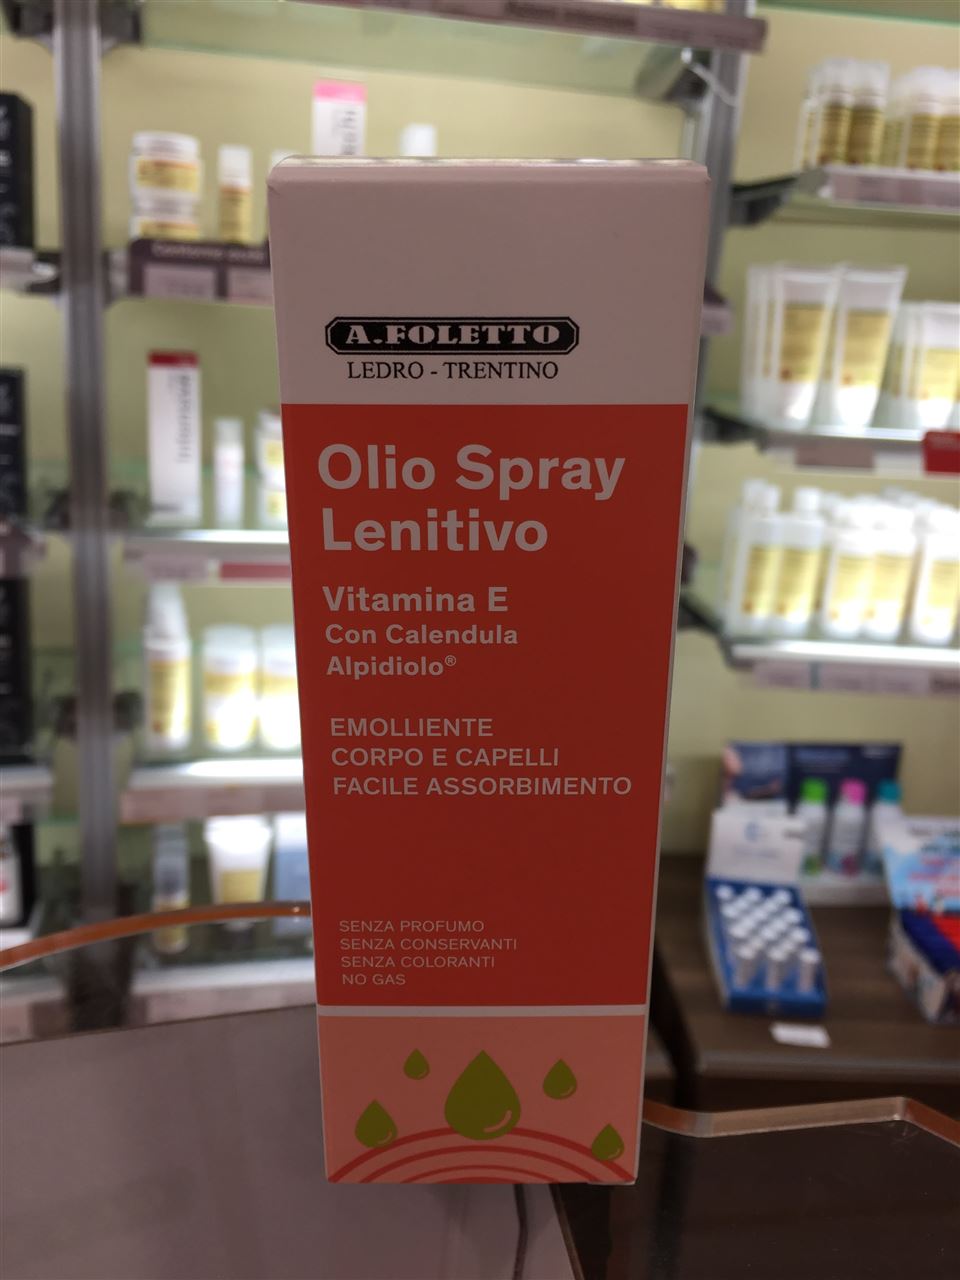 A. FOLETTO
LEDRO - TRENTINO
Olio Spray
Lenitivo
Vitamina E
Con Calendula
Alpidiolo®
EMOLLIENTE
CORPO E CAPELLI
FACILE ASSORBIMENTO
SENZA PROFUMO
SENZA CONSERVANTI
SENZA COLORANTI
NO GAS